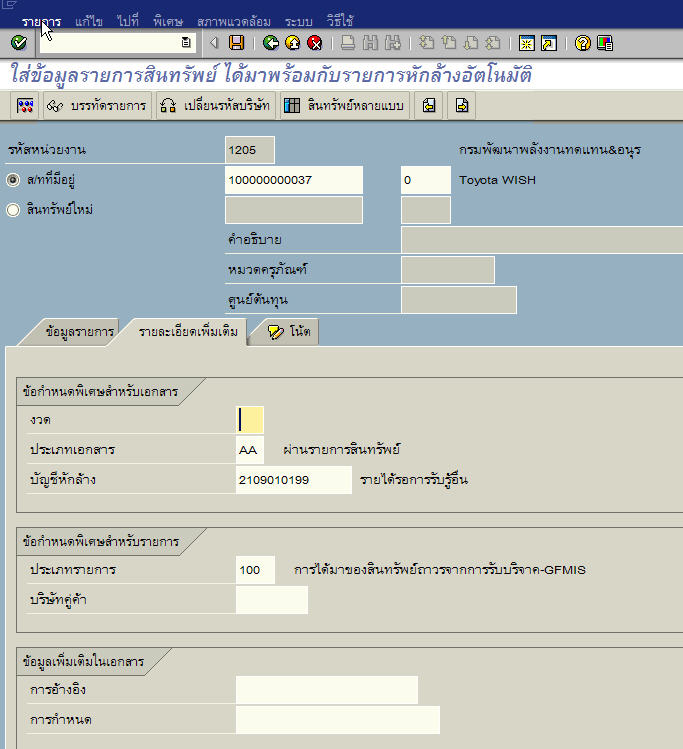 รายการ แก้ไข ไปที่ พิเศษ สภาพแวดล้อม ระบบ วิธีใช้
ใส่ข้อมูลรายการสินทรัพย์ ได้มาพร้อมกับรายการหักล้างอัตโนมัติ
บรรทัดรายการ เปลี่ยนรหัสบริษัท สินทรัพย์หลายแบบ
รหัสหน่วยงาน 1205 กรมพัฒนาพลังงานทดแทน&อนุร
ส/ทที่มีอยู่ 100000000037 0 Toyota WISH
สินทรัพย์ใหม่
คำอธิบาย
หมวดครุภัณฑ์
ศูนย์ต้นทุน
ข้อมูลรายการ รายละเอียดเพิ่มเติม โน้ต
ข้อกำหนดพิเศษสำหรับเอกสาร
งวด
ประเภทเอกสาร AA ผ่านรายการสินทรัพย์
บัญชีหักล้าง 2109010199 รายได้รอการรับรู้อื่น
ข้อกำหนดพิเศษสำหรับรายการ
ประเภทรายการ 100 การได้มาของสินทรัพย์ถาวรจากการรับบริจาค-GFMIS
บริษัทคู่ค้า
ข้อมูลเพิ่มเติมในเอกสาร
การอ้างอิง
การกำหนด